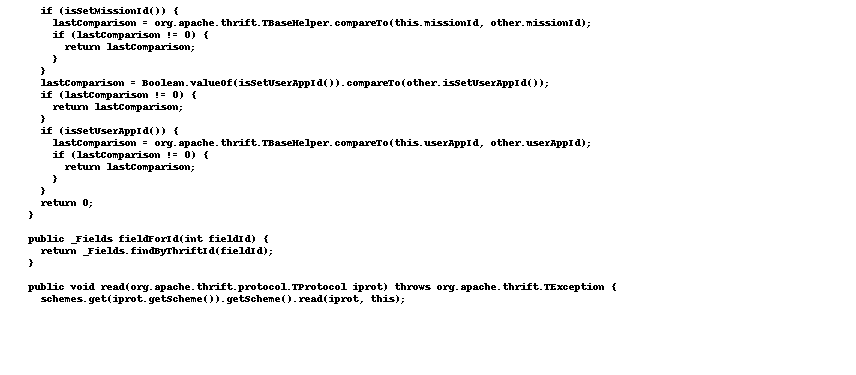 if (isSetMissionId()) {
lastComparison = org.apache.thrift.TBaseHelper.compareTo(this.missionId, other.missionId);
if (lastComparison != 0) {
return lastComparison;
}
}
lastComparison = Boolean.valueOf(isSetUserAppId()).compareTo(other.isSetUserAppId());
if (lastComparison != 0) {
return lastComparison;
}
if (isSetUserAppId()) {
lastComparison = org.apache.thrift.TBaseHelper.compareTo(this.userAppId, other.userAppId);
if (lastComparison != 0) {
return lastComparison;
}
}
return 0;
}
public _Fields fieldForId(int fieldId) {
return _Fields.findByThriftId(fieldId);
}
public void read(org.apache.thrift.protocol.TProtocol iprot) throws org.apache.thrift.TException {
schemes.get(iprot.getScheme()).getScheme().read(iprot, this);